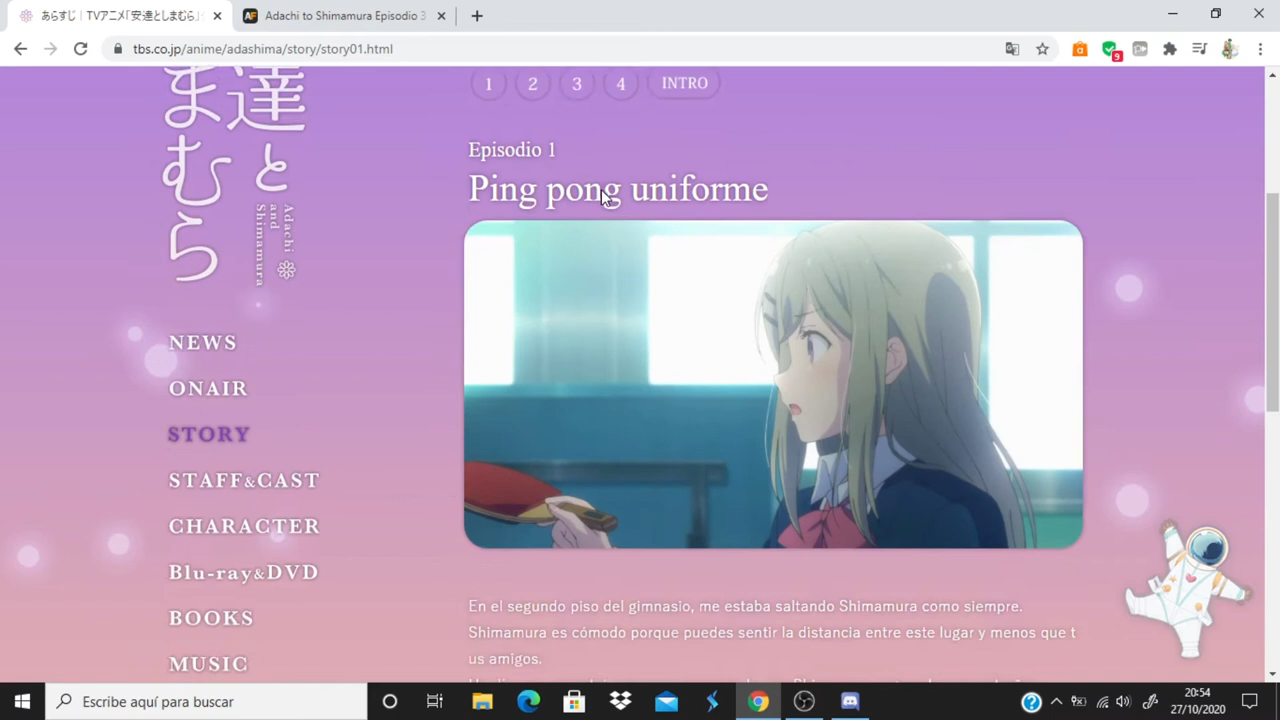 あらすじ | TVアニメ「安達としまむら」
Adachi to Shimamura Episodio 3
tbs.co.jp/anime/adashima/story/story01.html
9
達と
まむら
Adachi
and
Shimamura
1 2 3 4 INTRO
Episodio 1
Ping pong uniforme
NEWS
ONAIR
STORY
STAFF&CAST
CHARACTER
Blu-ray&DVD
BOOKS
MUSIC
En el segundo piso del gimnasio, me estaba saltando Shimamura como siempre.
Shimamura es cómodo porque puedes sentir la distancia entre este lugar y menos que t
us amigos.
Escribe aquí para buscar
20:54
27/10/2020